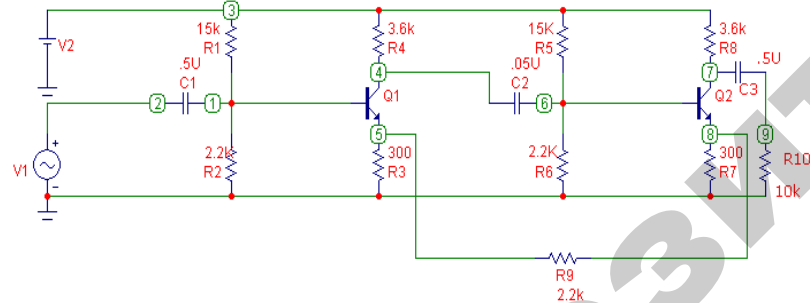 3
15k
R1
3.6k
R4
15K
R5
3.6k
R8
V2
.5U
C1
4
.05U
C2
7
.5U
C3
2
1
Q1
6
Q2
5
8
9
V1
+
-
2.2k
R2
300
R3
2.2K
R6
300
R7
R10
10k
R9
2.2k